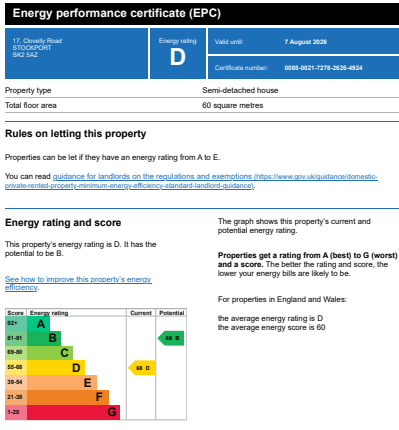 Energy performance certificate (EPC)
17, Clovelly Road
STOCKPORT
SK2 5AZ
Energy rating
D
Valid until:
7 August 2026
Certificate number:
0088-0021-7278-2626-4924
Property type
Semi-detached house
Total floor area
60 square metres
Rules on letting this property
Properties can be let if they have an energy rating from A to E.
You can read guidance for landlords on the regulations and exemptions (https://www.gov.uk/guidance/domestic-
private-rented-property-minimum-energy-efficiency-standard-landlord-guidance).
Energy rating and score
This property's energy rating is D. It has the
potential to be B.
See how to improve this property's energy
efficiency.
Score Energy rating Current Potential
92+ A
81-91 B 88 B
69-80 C
55-68 D 68 D
39-54 E
21-38 F
1-20 G
The graph shows this property's current and
potential energy rating.
Properties get a rating from A (best) to G (worst)
and a score. The better the rating and score, the
lower your energy bills are likely to be.
For properties in England and Wales:
the average energy rating is D
the average energy score is 60